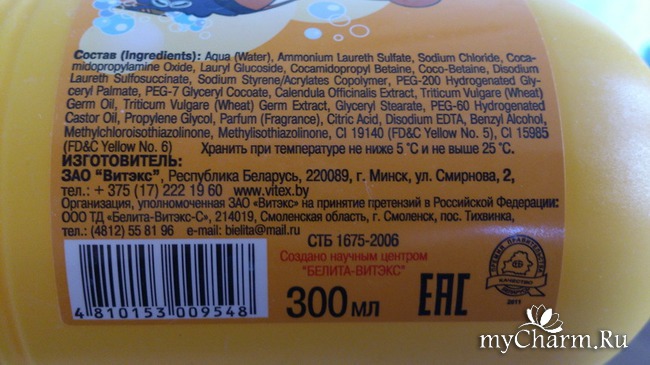 Состав (Ingredients): Aqua (Water), Ammonium Laureth Sulfate, Sodium Chloride, Coca-
midopropylamine Oxide, Lauryl Glucoside, Cocamidopropyl Betaine, Coco-Betaine, Disodium
Laureth Sulfosuccinate, Sodium Styrene/Acrylates Copolymer, PEG-200 Hydrogenated Gly-
ceryl Palmate, PEG-7 Glyceryl Cocoate, Calendula Officinalis Extract, Triticum Vulgare (Wheat)
Germ Oil, Triticum Vulgare (Wheat) Germ Extract, Glyceryl Stearate, PEG-60 Hydrogenated
Castor Oil, Propylene Glycol, Parfum (Fragrance), Citric Acid, Disodium EDTA, Benzyl Alcohol,
Methylchloroisothiazolinone, Methylisothiazolinone, CI 19140 (FD&C Yellow No. 5), CI 15985
(FD&C Yellow No. 6) Хранить при температуре не ниже 5 °C и не выше 25 °C.
ИЗГОТОВИТЕЛЬ:
ЗАО "Витэкс", Республика Беларусь, 220089, г. Минск, ул. Смирнова, 2,
тел.: + 375 (17) 222 19 60 www.vitex.by
Организация, уполномоченная ЗАО «Витэкс» на принятие претензий в Российской Федерации:
ООО ТД «Белита-Витэкс-С», 214019, Смоленская область, г. Смоленск, пос. Тихвинка,
тел.: (4812) 55 81 96 e-mail: bielita@mail.ru
СТБ 1675-2006
Создано научным центром
"БЕЛИТА-ВИТЭКС"
300 мл
EAC
4 810153 009548
КАЧЕСТВО
2011
myCharm.Ru